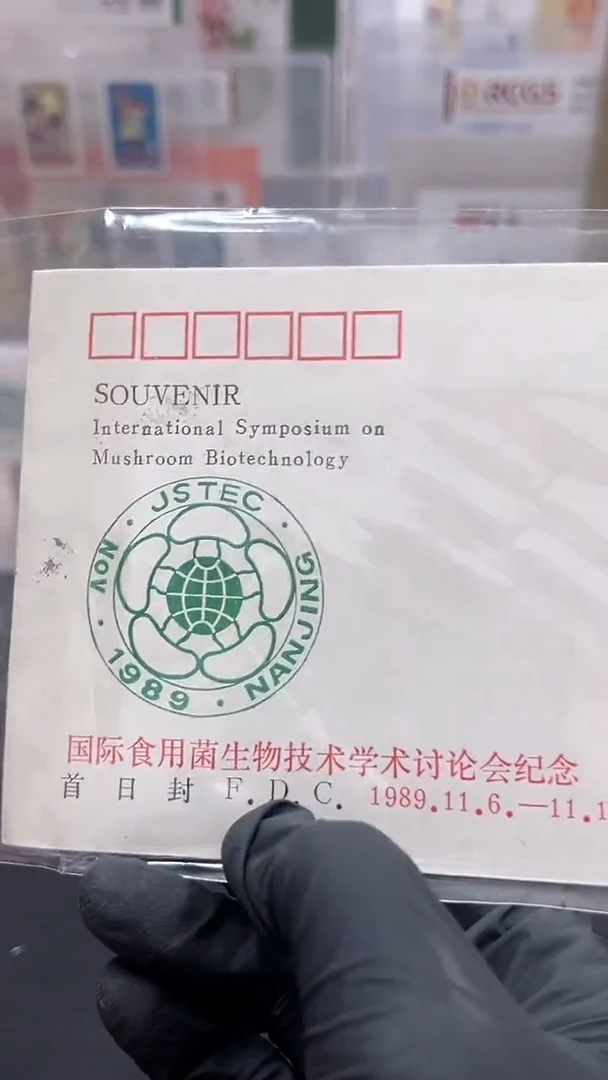 SOUVENIR
International Symposium on
Mushroom Biotechnology
· JSTEC · NANJING · 1989 · Nov
国际食用菌生物技术学术讨论会纪念
首日封 F.D.C. 1989.11.6.—11.1